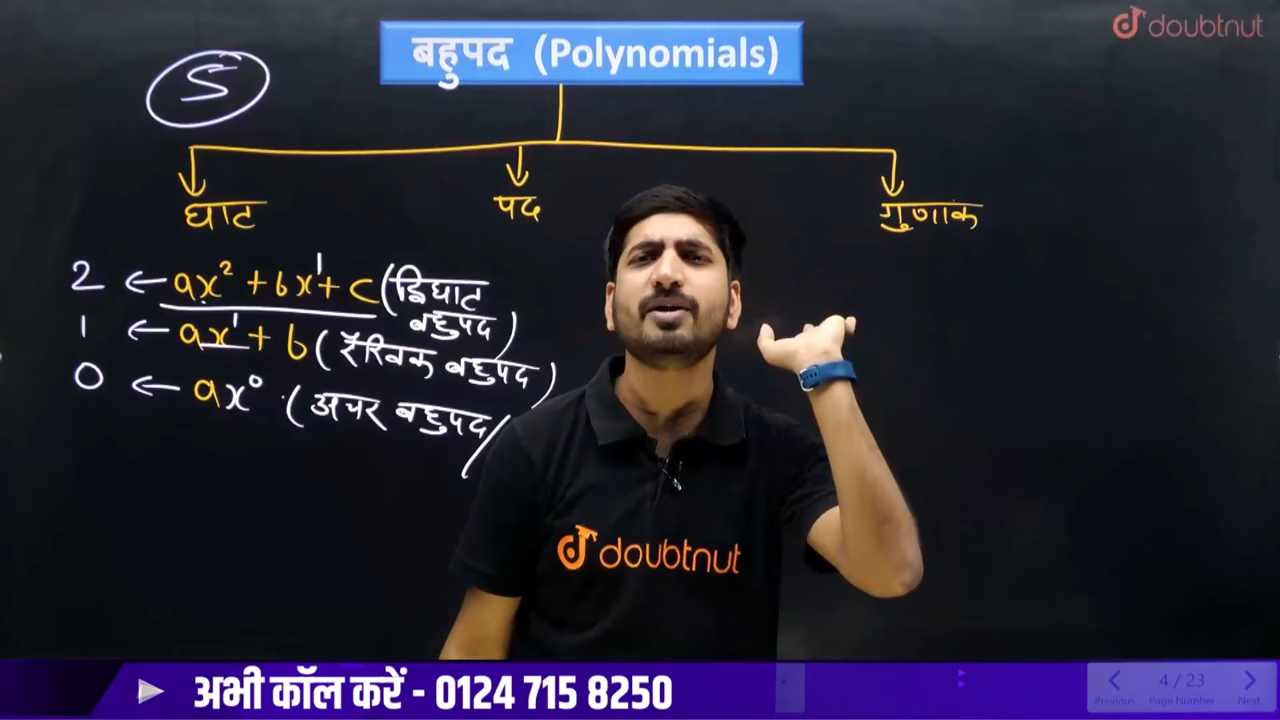 doubtnut
बहुपद (Polynomials)
5
घाट
पद
गुणांक
2 ← ax² + bx¹ + c (द्विघाट बहुपद)
1 ← ax¹ + b (रैखिक बहुपद)
0 ← ax⁰ (अचर बहुपद)
doubtnut
अभी कॉल करें - 0124 715 8250
4 / 23
Previous Page Number Next